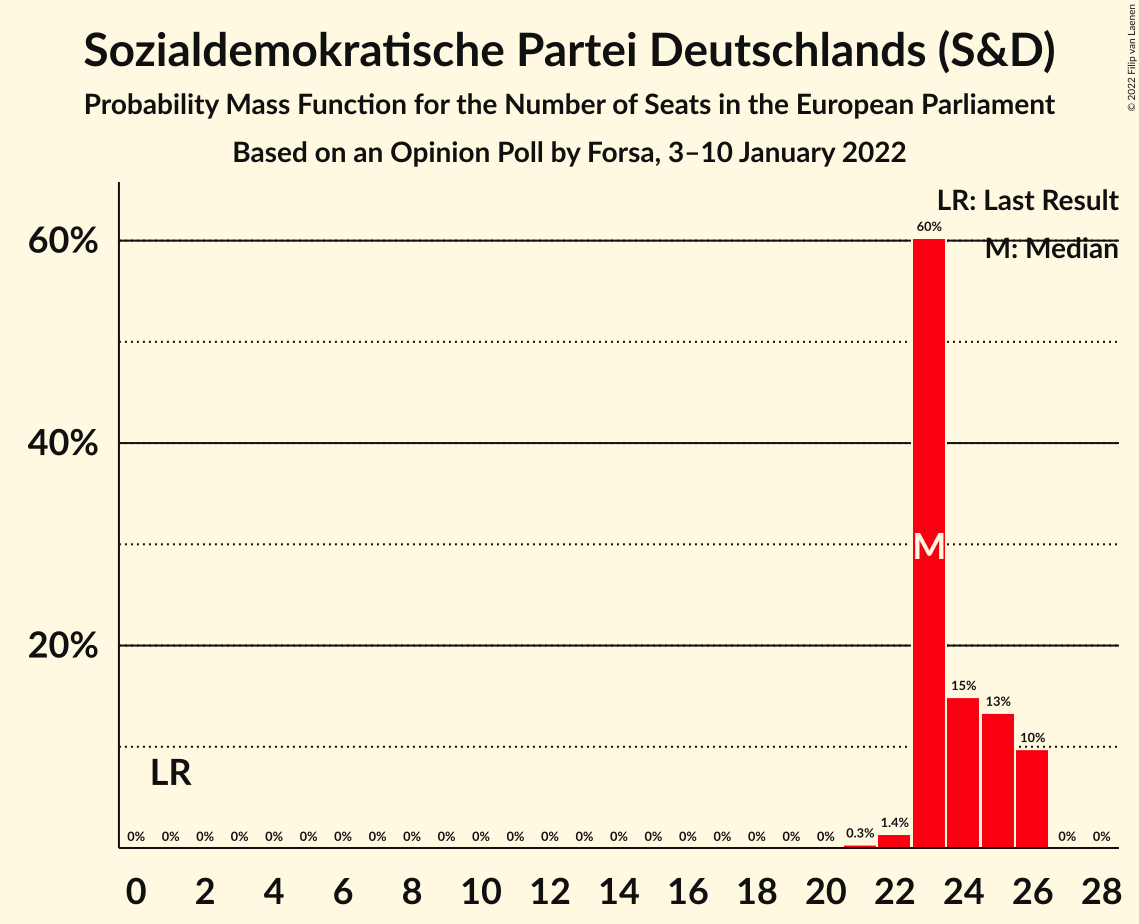 Sozialdemokratische Partei Deutschlands (S&D)
Probability Mass Function for the Number of Seats in the European Parliament
Based on an Opinion Poll by Forsa, 3–10 January 2022
© 2022 Filip van Laenen
LR: Last Result
M: Median
60%
40%
20%
60%
M
15%
13%
10%
LR
0% 0% 0% 0% 0% 0% 0% 0% 0% 0% 0% 0% 0% 0% 0% 0% 0% 0% 0% 0% 0% 0.3% 1.4% 0% 0%
0 2 4 6 8 10 12 14 16 18 20 22 24 26 28